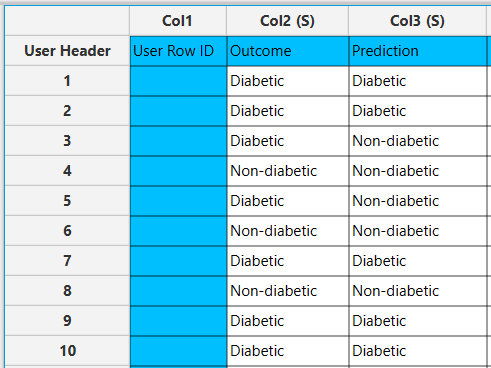 Col1 Col2 (S) Col3 (S)
User Header User Row ID Outcome Prediction
1 Diabetic Diabetic
2 Diabetic Diabetic
3 Diabetic Non-diabetic
4 Non-diabetic Non-diabetic
5 Diabetic Non-diabetic
6 Non-diabetic Non-diabetic
7 Diabetic Diabetic
8 Non-diabetic Non-diabetic
9 Diabetic Diabetic
10 Diabetic Diabetic